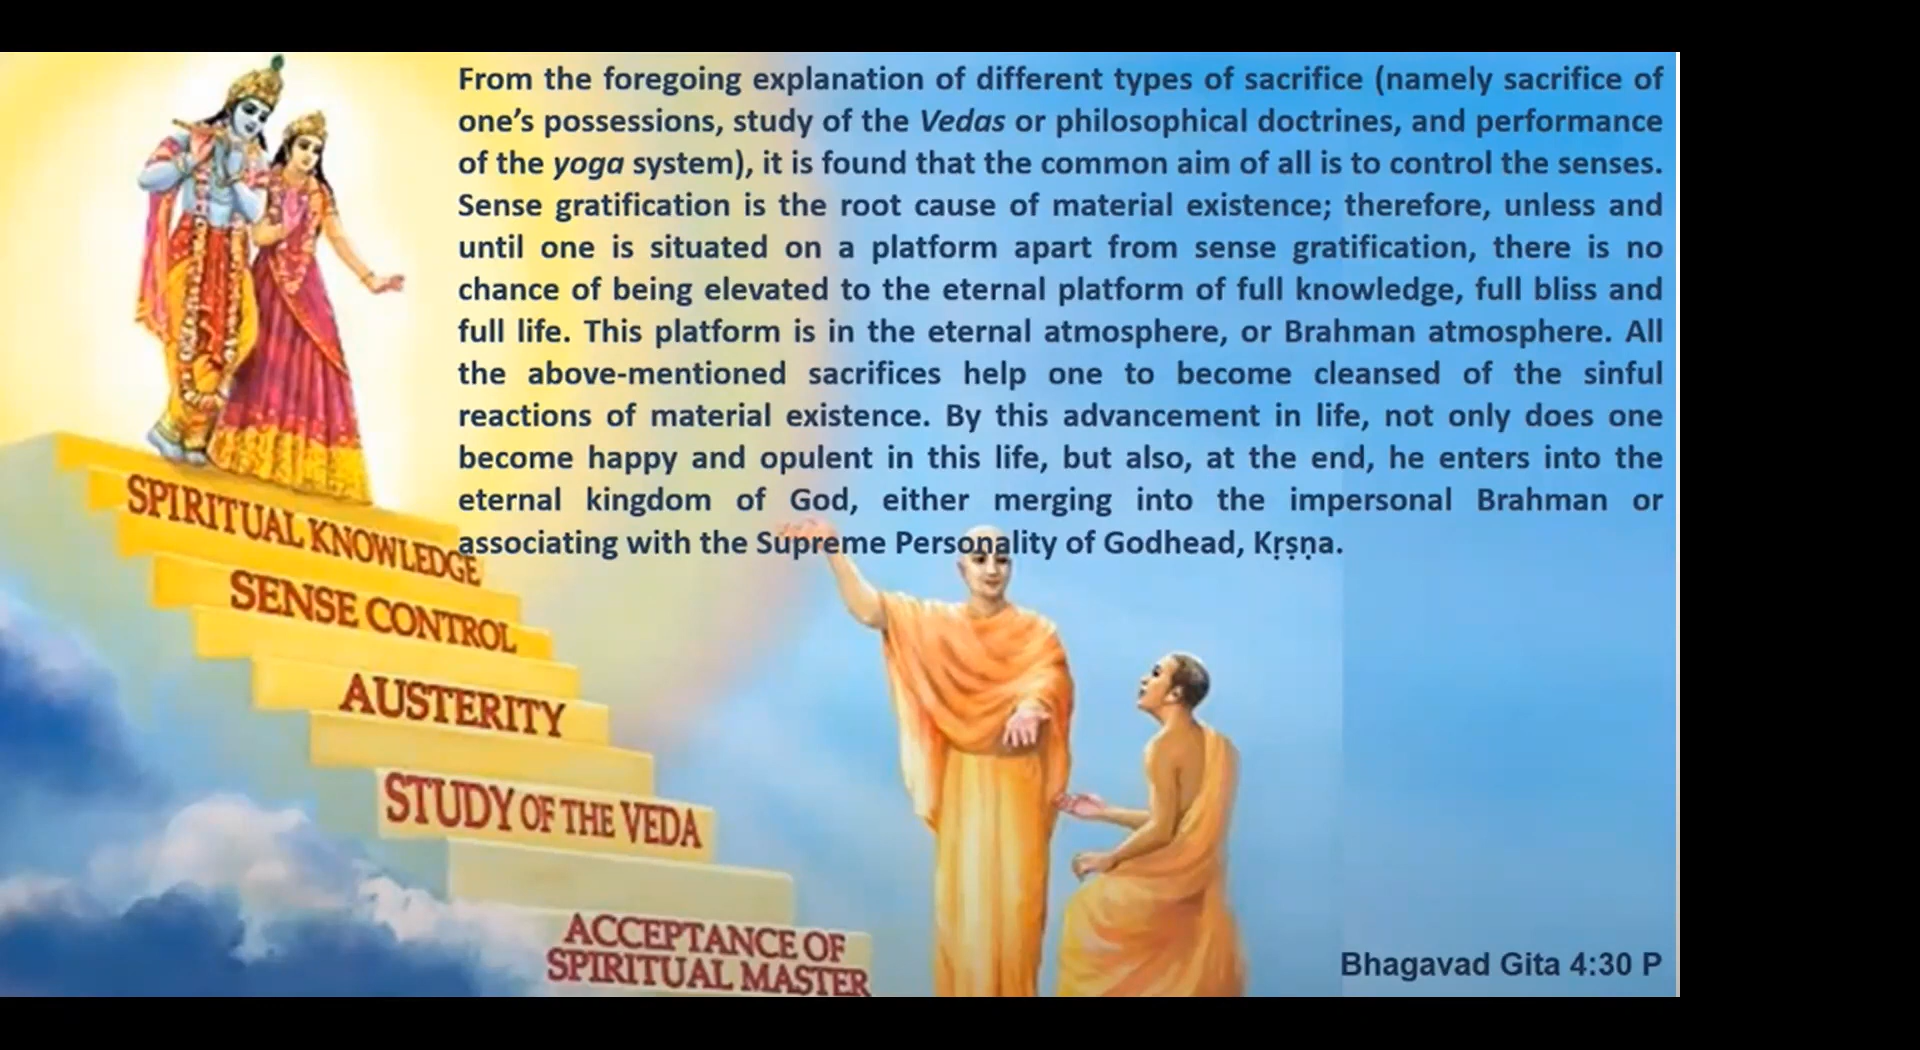 From the foregoing explanation of different types of sacrifice (namely sacrifice of
one’s possessions, study of the Vedas or philosophical doctrines, and performance
of the yoga system), it is found that the common aim of all is to control the senses.
Sense gratification is the root cause of material existence; therefore, unless and
until one is situated on a platform apart from sense gratification, there is no
chance of being elevated to the eternal platform of full knowledge, full bliss and
full life. This platform is in the eternal atmosphere, or Brahman atmosphere. All
the above-mentioned sacrifices help one to become cleansed of the sinful
reactions of material existence. By this advancement in life, not only does one
become happy and opulent in this life, but also, at the end, he enters into the
eternal kingdom of God, either merging into the impersonal Brahman or
associating with the Supreme Personality of Godhead, Kṛṣṇa.
SPIRITUAL KNOWLEDGE
SENSE CONTROL
AUSTERITY
STUDY OF THE VEDA
ACCEPTANCE OF
SPIRITUAL MASTER
Bhagavad Gita 4:30 P